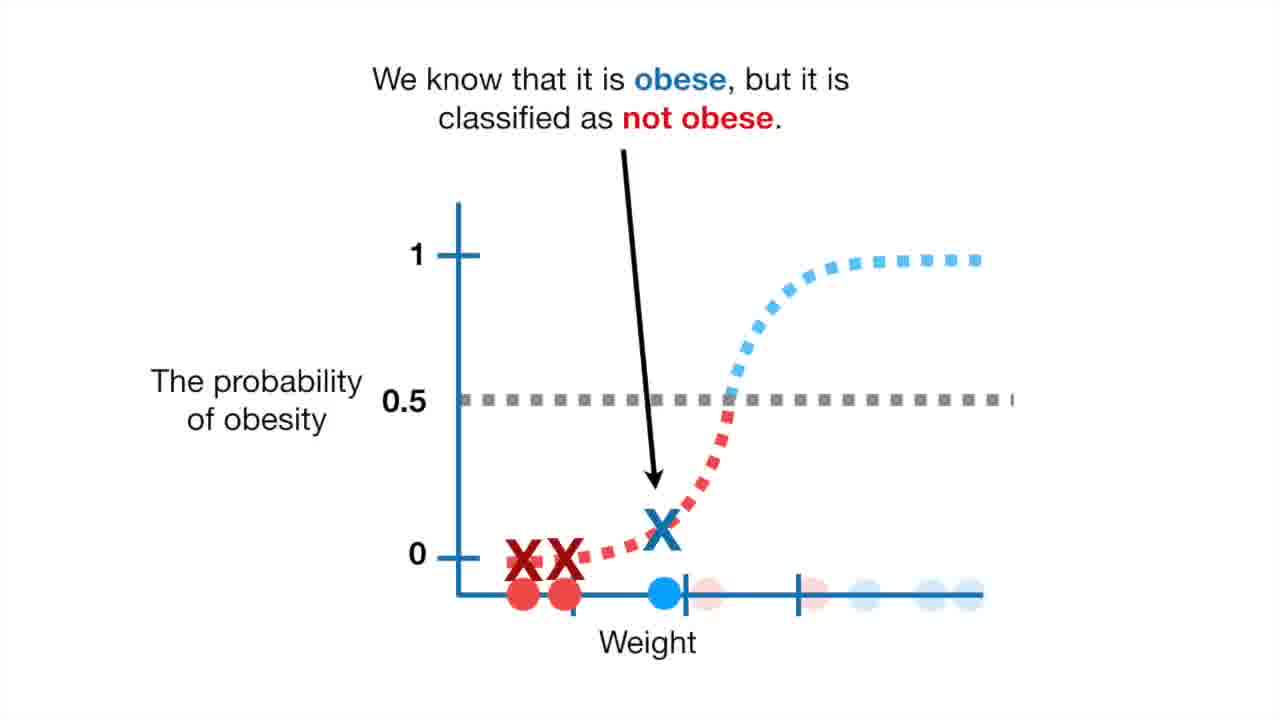 We know that it is obese, but it is
classified as not obese.
1
The probability
of obesity
0.5
0
X X X
Weight